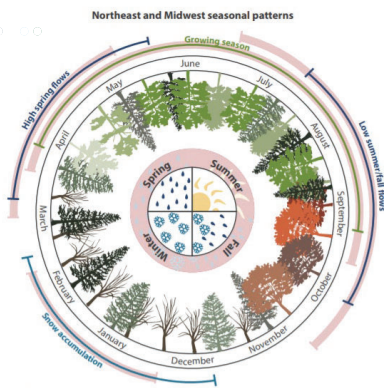 Northeast and Midwest seasonal patterns
Growing season
High spring flows
Low summer/fall flows
Snow accumulation
June
July
August
September
October
November
December
January
February
March
April
May
Spring
Summer
Fall
Winter